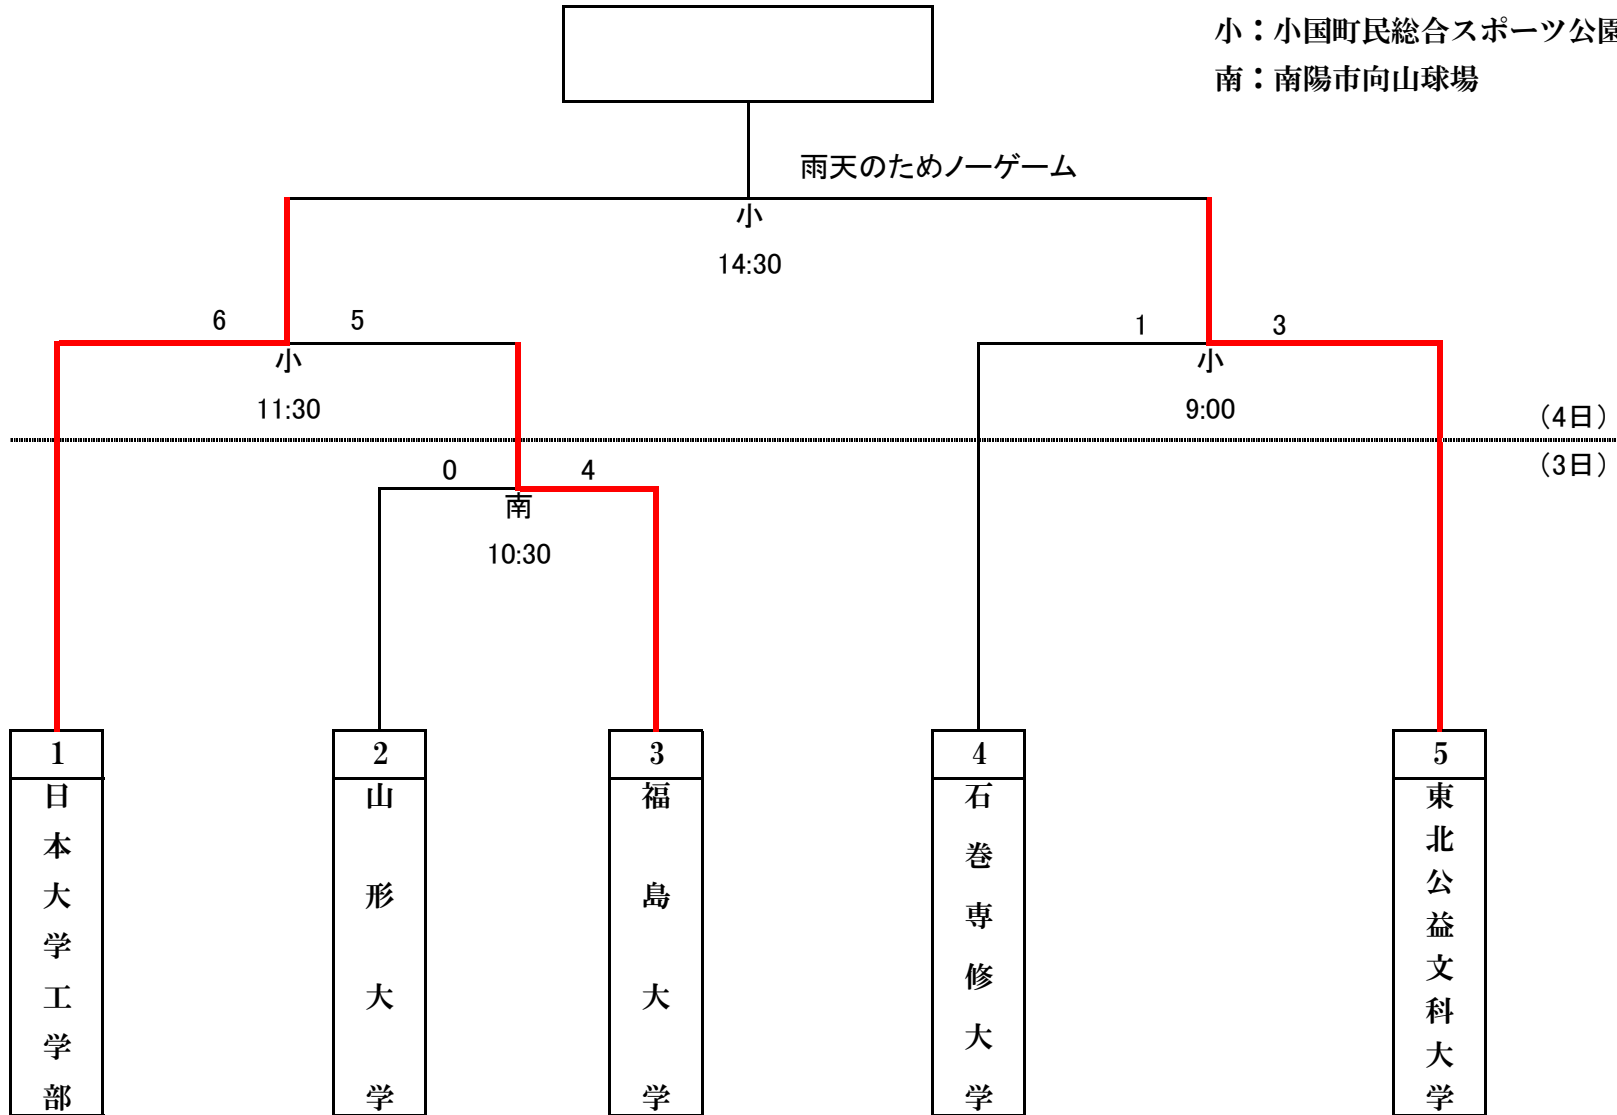 小：小国町民総合スポーツ公園
南：南陽市向山球場
雨天のためノーゲーム
小
14:30
6 5
小
11:30
1 3
小
9:00
（4日）
（3日）
0 4
南
10:30
1
日本大学工学部
2
山形大学
3
福島大学
4
石巻専修大学
5
東北公益文科大学